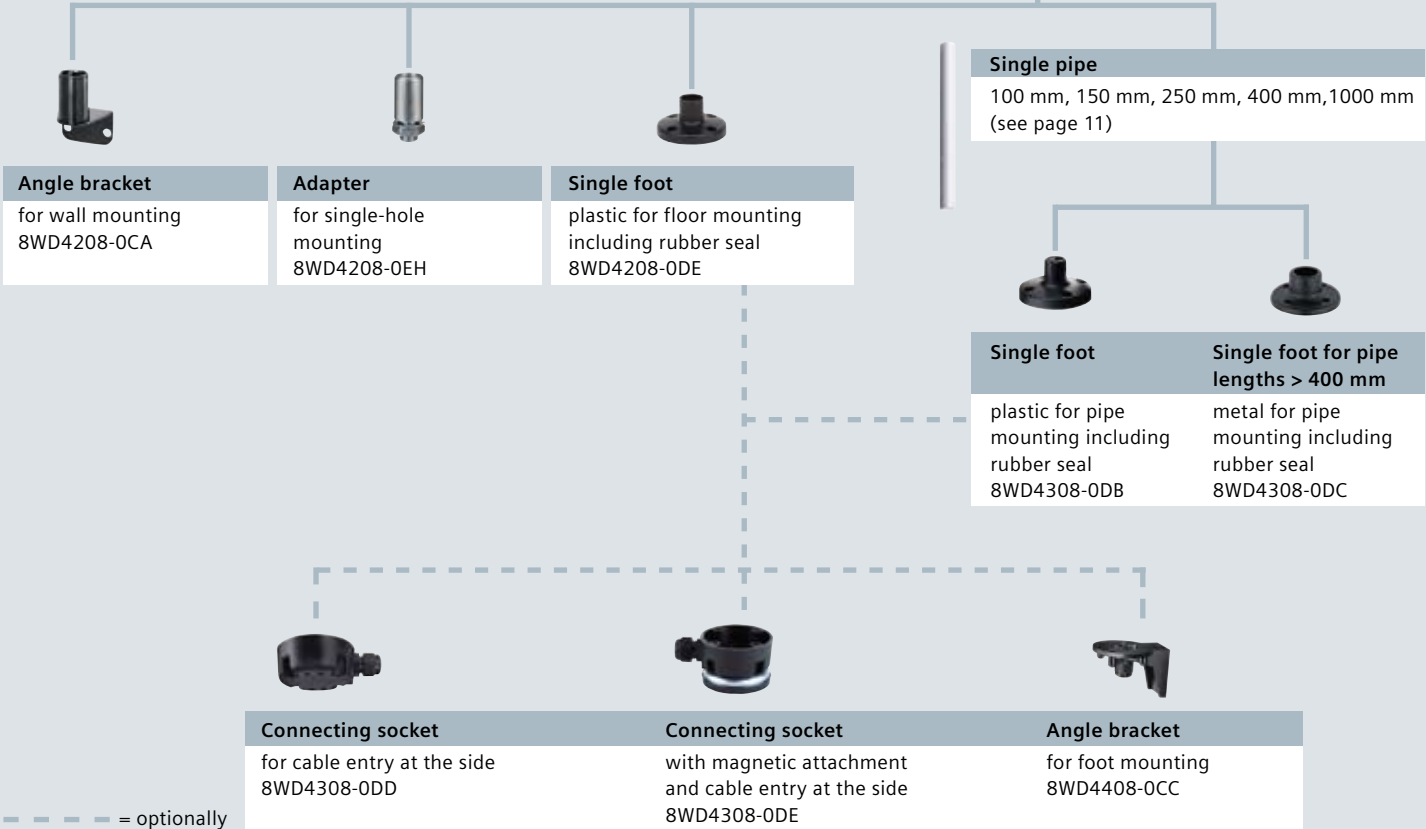 Single pipe
100 mm, 150 mm, 250 mm, 400 mm,1000 mm
(see page 11)
Angle bracket
for wall mounting
8WD4208-0CA
Adapter
for single-hole
mounting
8WD4208-0EH
Single foot
plastic for floor mounting
including rubber seal
8WD4208-0DE
Single foot
plastic for pipe
mounting including
rubber seal
8WD4308-0DB
Single foot for pipe
lengths > 400 mm
metal for pipe
mounting including
rubber seal
8WD4308-0DC
Connecting socket
for cable entry at the side
8WD4308-0DD
Connecting socket
with magnetic attachment
and cable entry at the side
8WD4308-0DE
Angle bracket
for foot mounting
8WD4408-0CC
= optionally